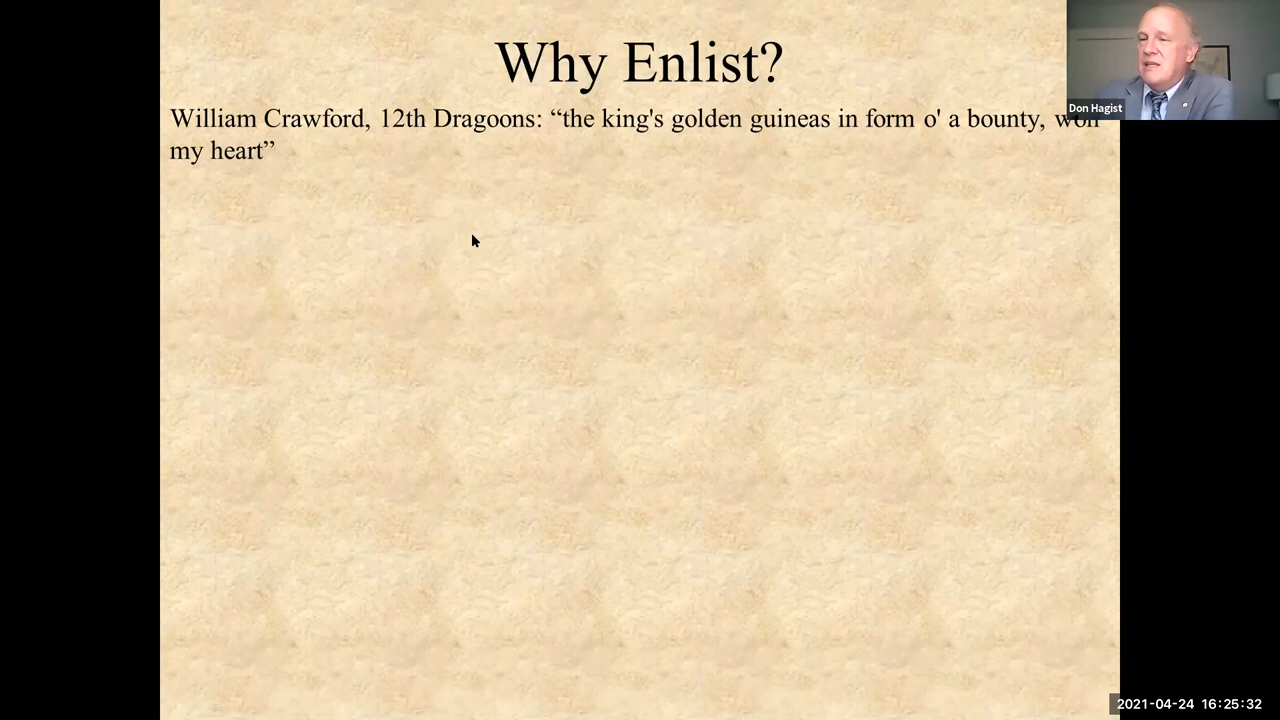 Why Enlist?
William Crawford, 12th Dragoons: “the king's golden guineas in form o' a bounty, won
my heart”
Don Hagist
2021-04-24 16:25:32